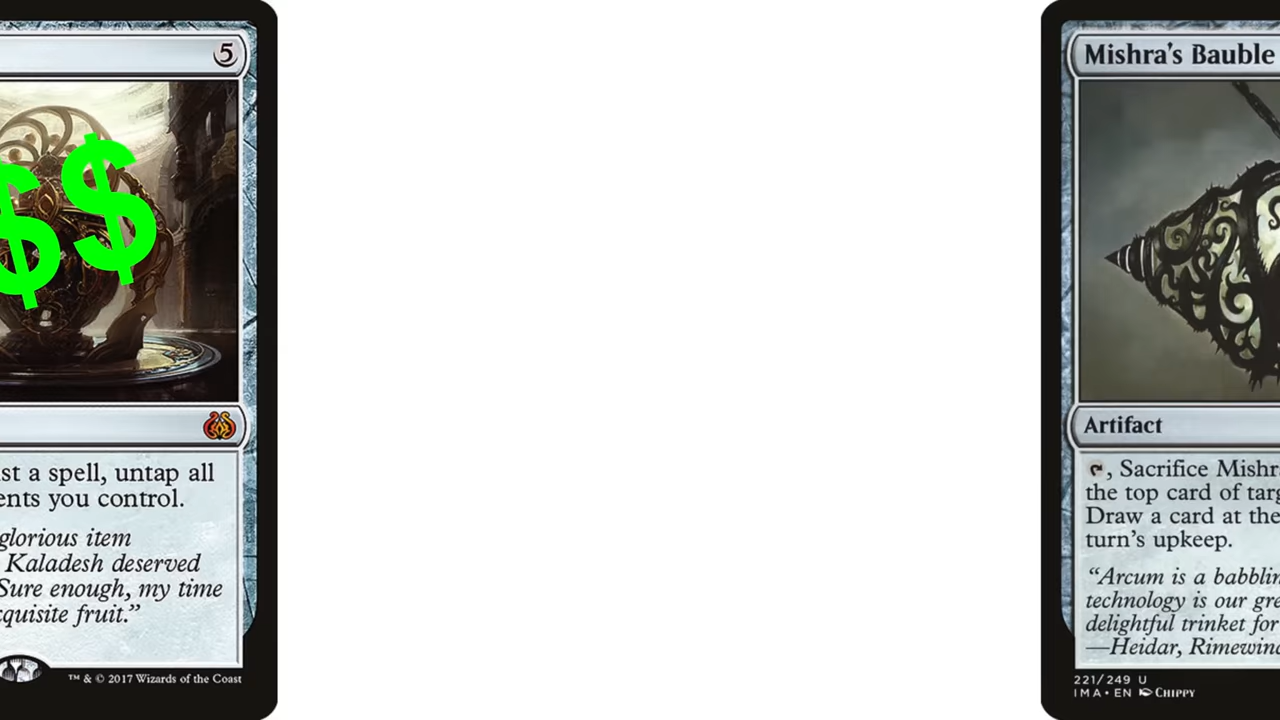 5
$$
st a spell, untap all
ents you control.
glorious item
Kaladesh deserved
Sure enough, my time
quisite fruit.”
™ & © 2017 Wizards of the Coast
Mishra's Bauble
Artifact
, Sacrifice Mishr
the top card of targ
Draw a card at the
turn's upkeep.
“Arcum is a babblin
technology is our gre
delightful trinket for
—Heidar, Rimewind
221/249 U
IMA • EN Chippy